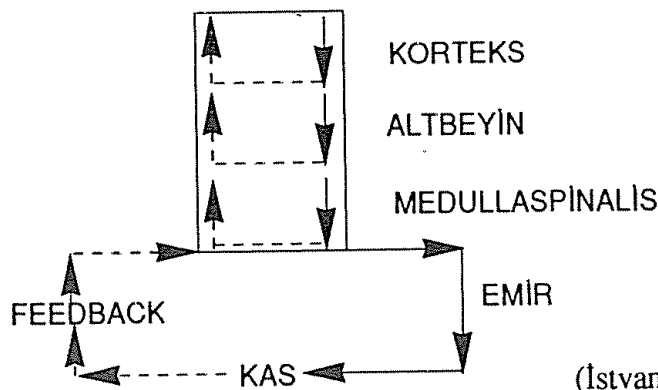 KORTEKS
ALTBEYİN
MEDULLASPİNALİS
EMİR
FEEDBACK
KAS
(İstvan